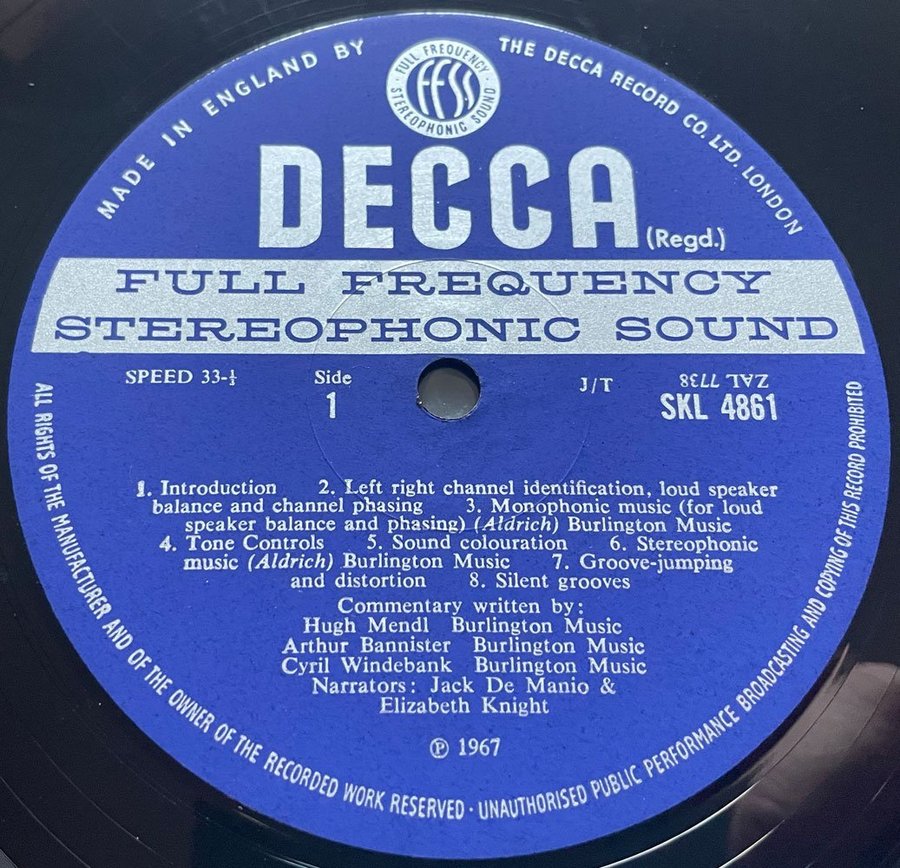 MADE IN ENGLAND BY
THE DECCA RECORD CO. LTD. LONDON
FULL FREQUENCY
FFSS
STEREOPHONIC SOUND
DECCA
(Regd.)
FULL FREQUENCY
STEREOPHONIC SOUND
SPEED 33-⅓
Side
1
J/T
ZAL 7738
SKL 4861
1. Introduction 2. Left right channel identification, loud speaker
balance and channel phasing 3. Monophonic music (for loud
speaker balance and phasing) (Aldrich) Burlington Music
4. Tone Controls 5. Sound colouration 6. Stereophonic
music (Aldrich) Burlington Music 7. Groove-jumping
and distortion 8. Silent grooves
Commentary written by:
Hugh Mendl Burlington Music
Arthur Bannister Burlington Music
Cyril Windebank Burlington Music
Narrators: Jack De Manio &
Elizabeth Knight
℗ 1967
ALL RIGHTS OF THE MANUFACTURER AND OF THE OWNER OF THE RECORDED WORK RESERVED · UNAUTHORISED PUBLIC PERFORMANCE BROADCASTING AND COPYING OF THIS RECORD PROHIBITED